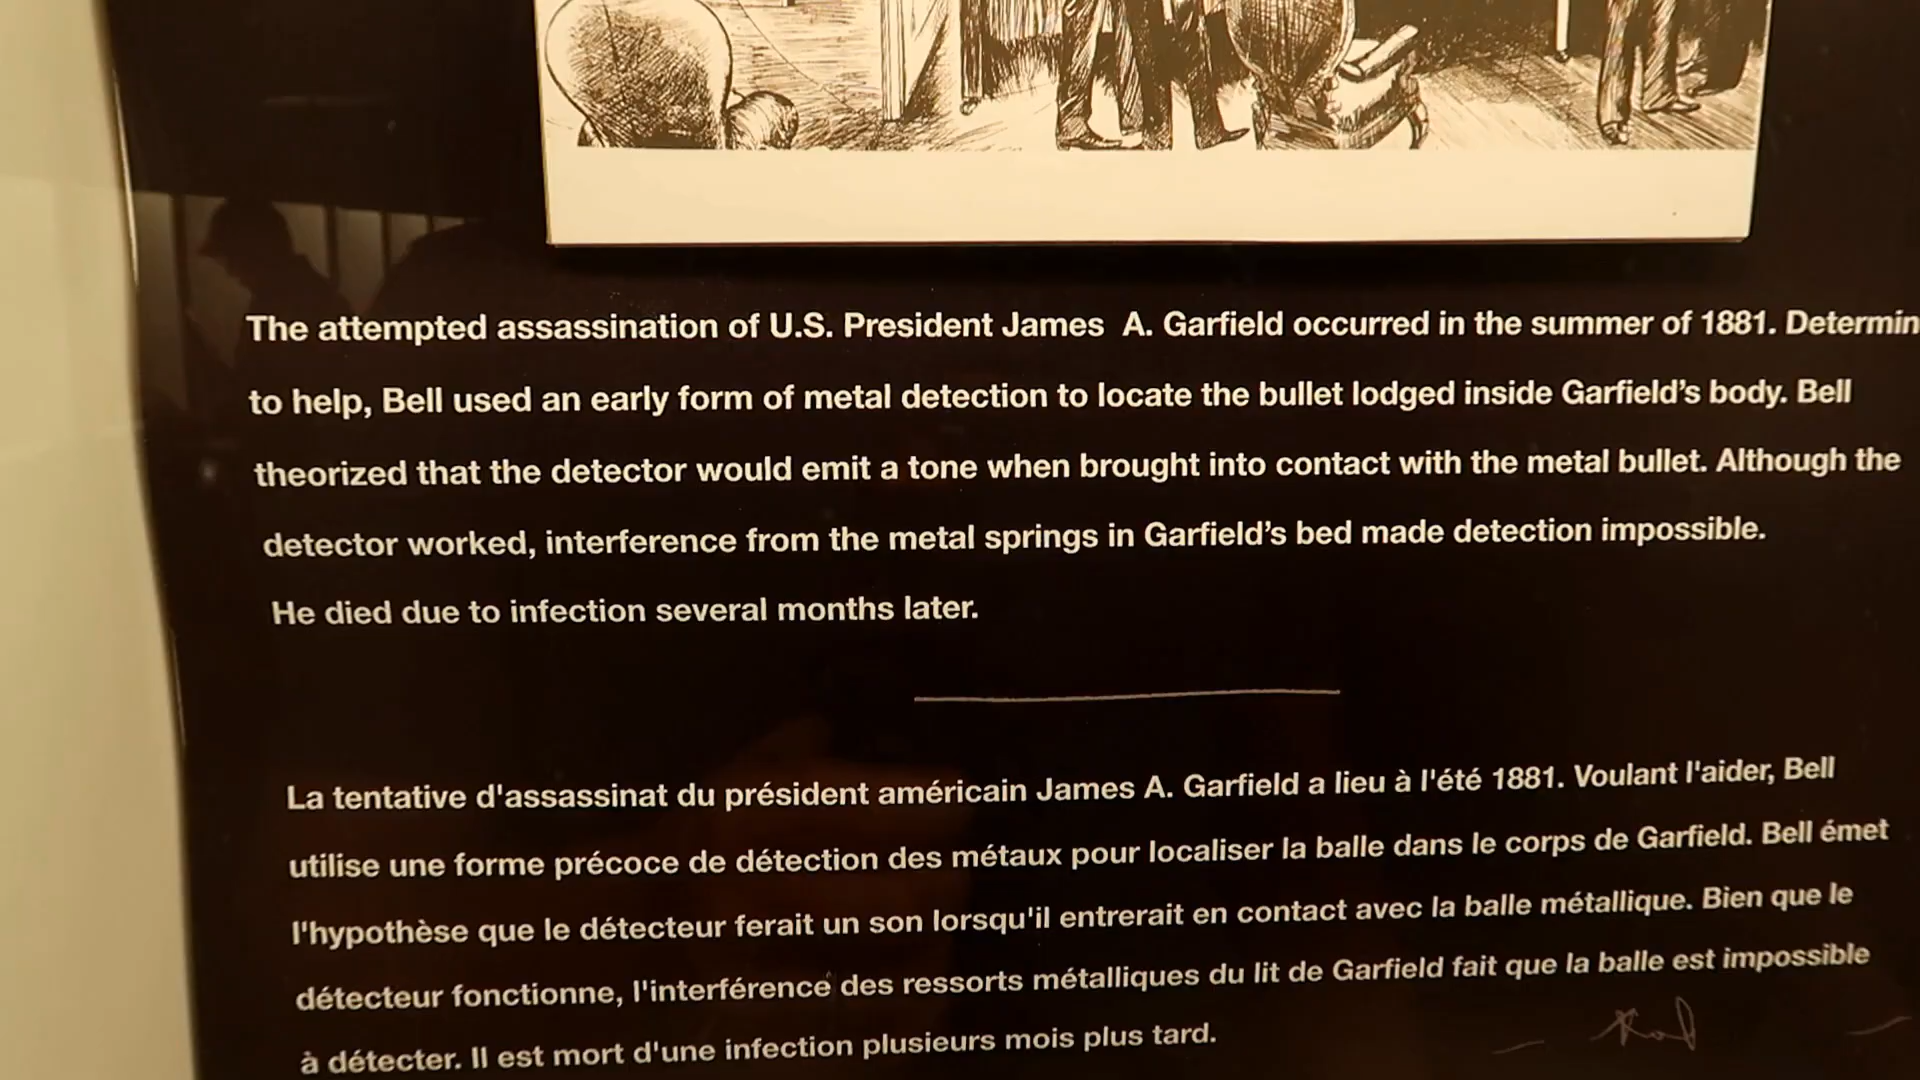 The attempted assassination of U.S. President James A. Garfield occurred in the summer of 1881. Determin
to help, Bell used an early form of metal detection to locate the bullet lodged inside Garfield's body. Bell
theorized that the detector would emit a tone when brought into contact with the metal bullet. Although the
detector worked, interference from the metal springs in Garfield's bed made detection impossible.
He died due to infection several months later.
La tentative d'assassinat du président américain James A. Garfield a lieu à l'été 1881. Voulant l'aider, Bell
utilise une forme précoce de détection des métaux pour localiser la balle dans le corps de Garfield. Bell émet
l'hypothèse que le détecteur ferait un son lorsqu'il entrerait en contact avec la balle métallique. Bien que le
détecteur fonctionne, l'interférence des ressorts métalliques du lit de Garfield fait que la balle est impossible
à détecter. Il est mort d'une infection plusieurs mois plus tard.